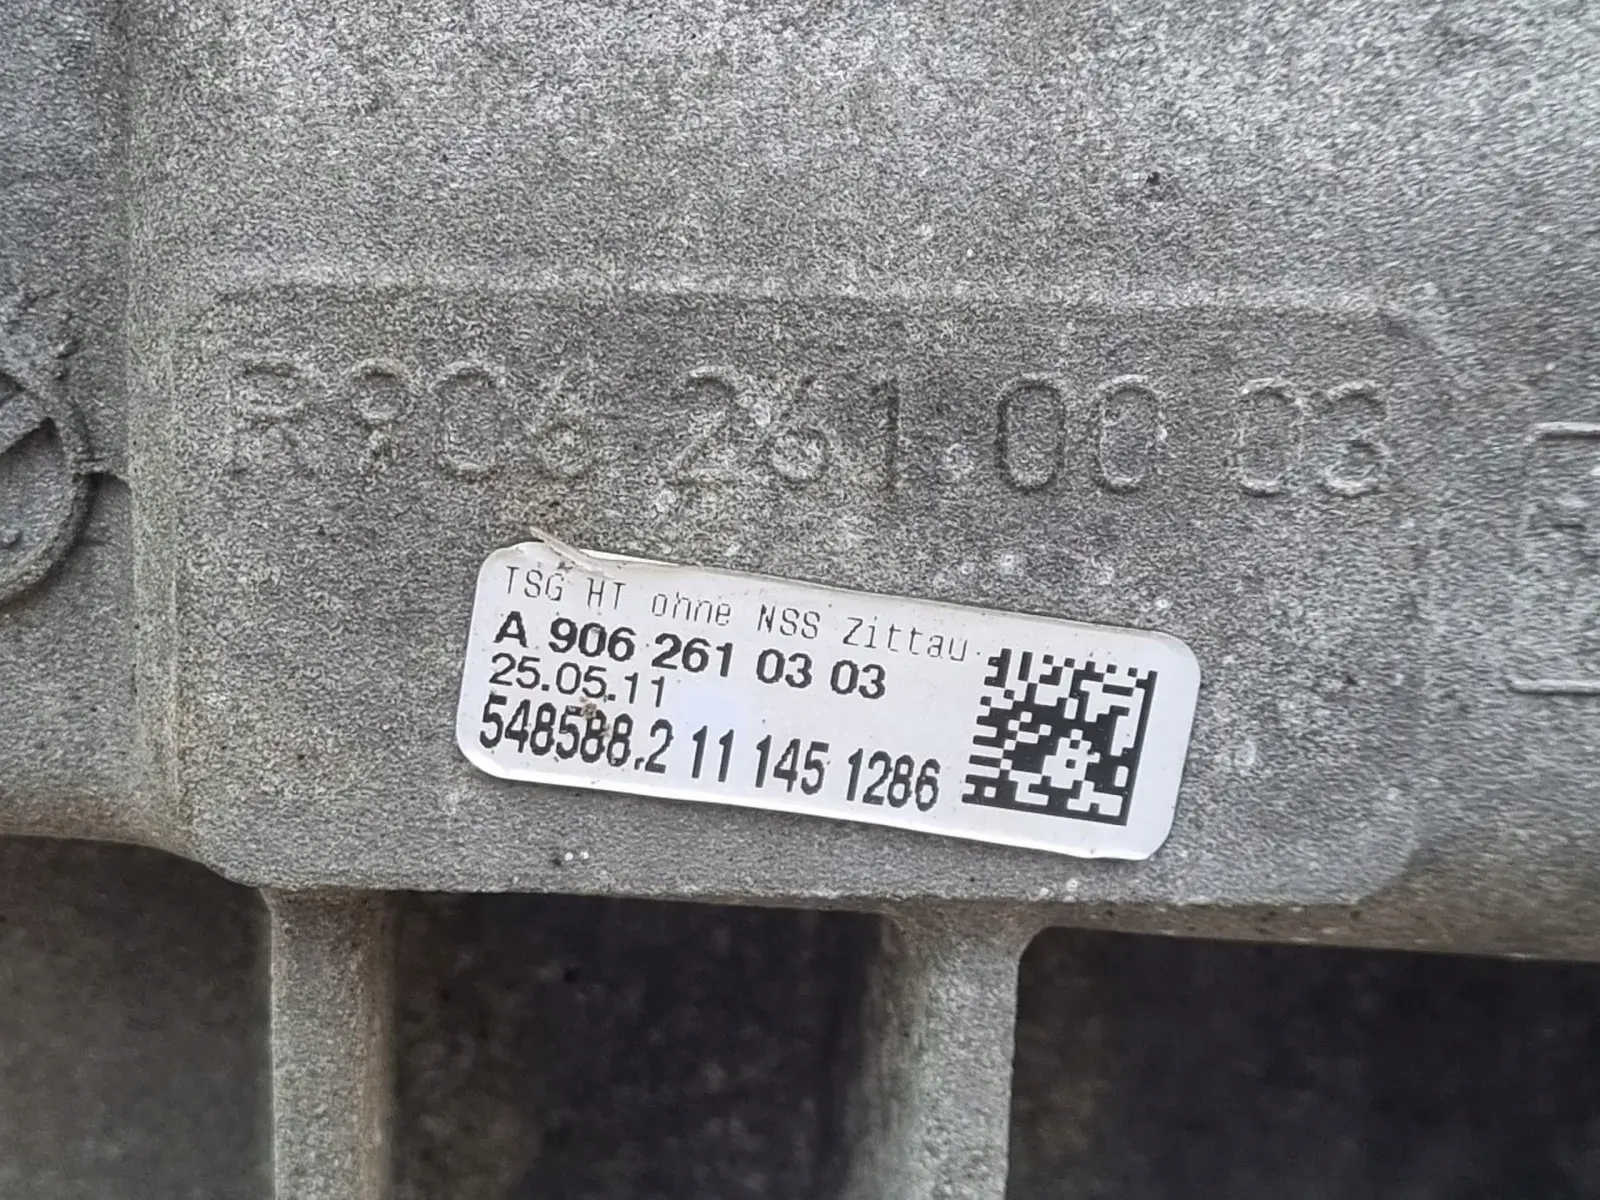 R906 261 00 03
TSG HT ohne NSS Zittau
A 906 261 03 03
25.05.11
548588.2 11 145 1286